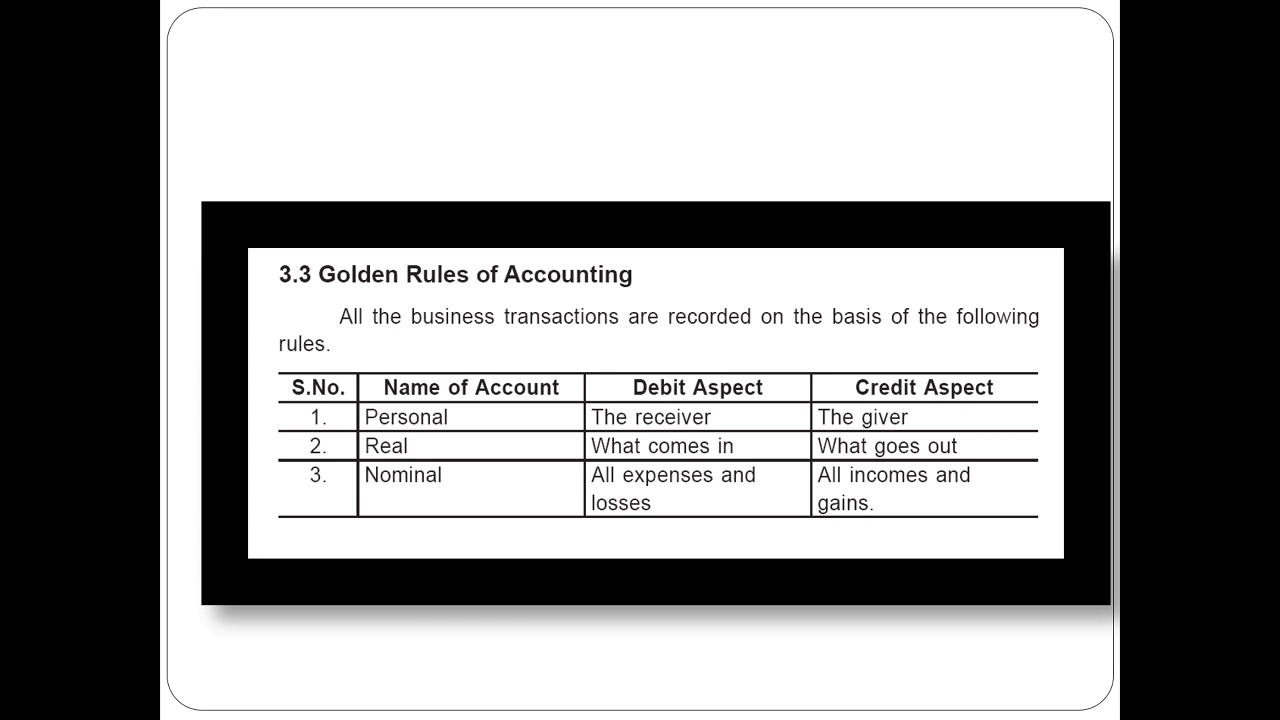 3.3 Golden Rules of Accounting
All the business transactions are recorded on the basis of the following
rules.
S.No. Name of Account Debit Aspect Credit Aspect
1. Personal The receiver The giver
2. Real What comes in What goes out
3. Nominal All expenses and All incomes and
losses gains.